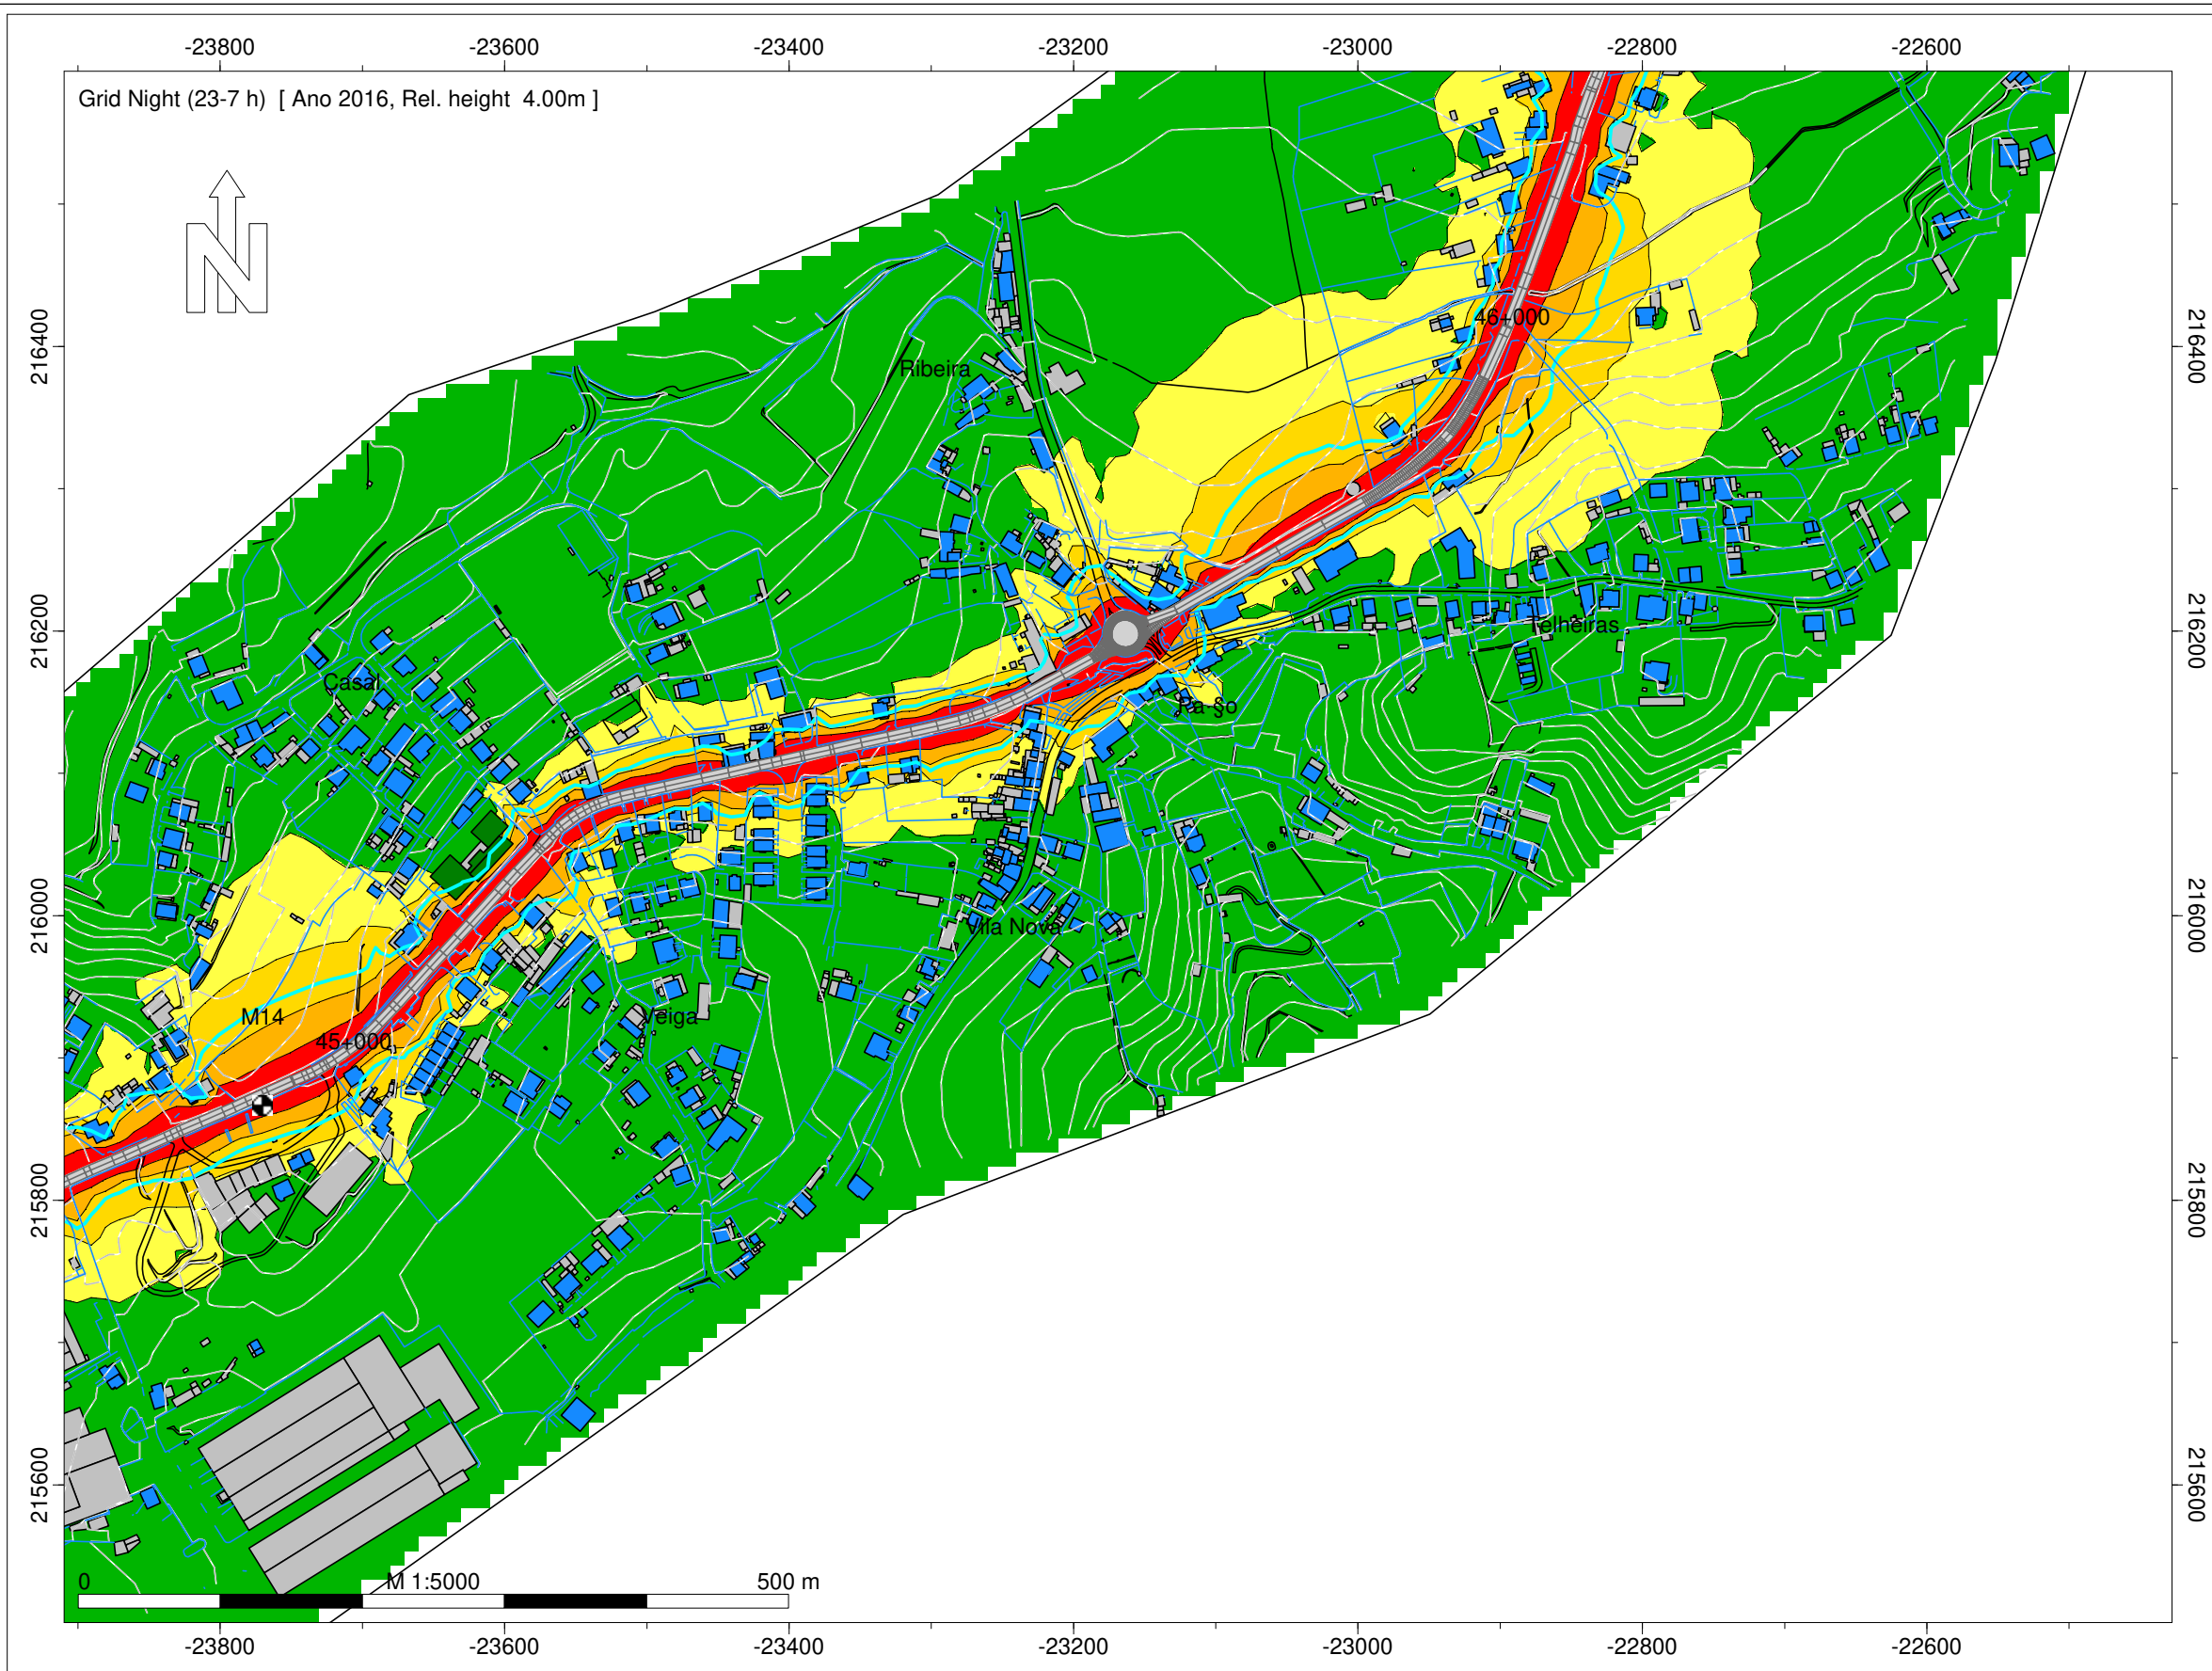 -23800 -23600 -23400 -23200 -23000 -22800 -22600
Grid Night (23-7 h) [ Ano 2016, Rel. height 4.00m ]
N
46+000
216400 216400
Ribeira
216200 216200
Telheiras
Casal
Pa-§o
216000 216000
Vila Nova
M14
Veiga
45+000
215800 215800
215600 215600
0 M 1:5000 500 m
-23800 -23600 -23400 -23200 -23000 -22800 -22600